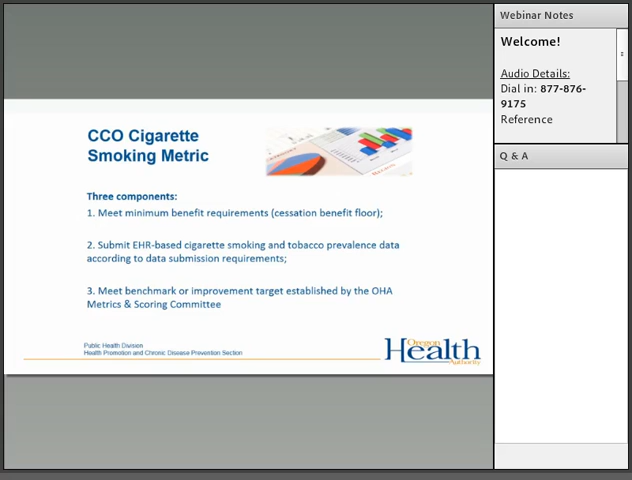 CCO Cigarette
Smoking Metric
Three components:
1. Meet minimum benefit requirements (cessation benefit floor);
2. Submit EHR-based cigarette smoking and tobacco prevalence data
according to data submission requirements;
3. Meet benchmark or improvement target established by the OHA
Metrics & Scoring Committee
Public Health Division
Health Promotion and Chronic Disease Prevention Section
Oregon
Health
Authority
Webinar Notes
Welcome!
Audio Details:
Dial in: 877-876-
9175
Reference
Q & A